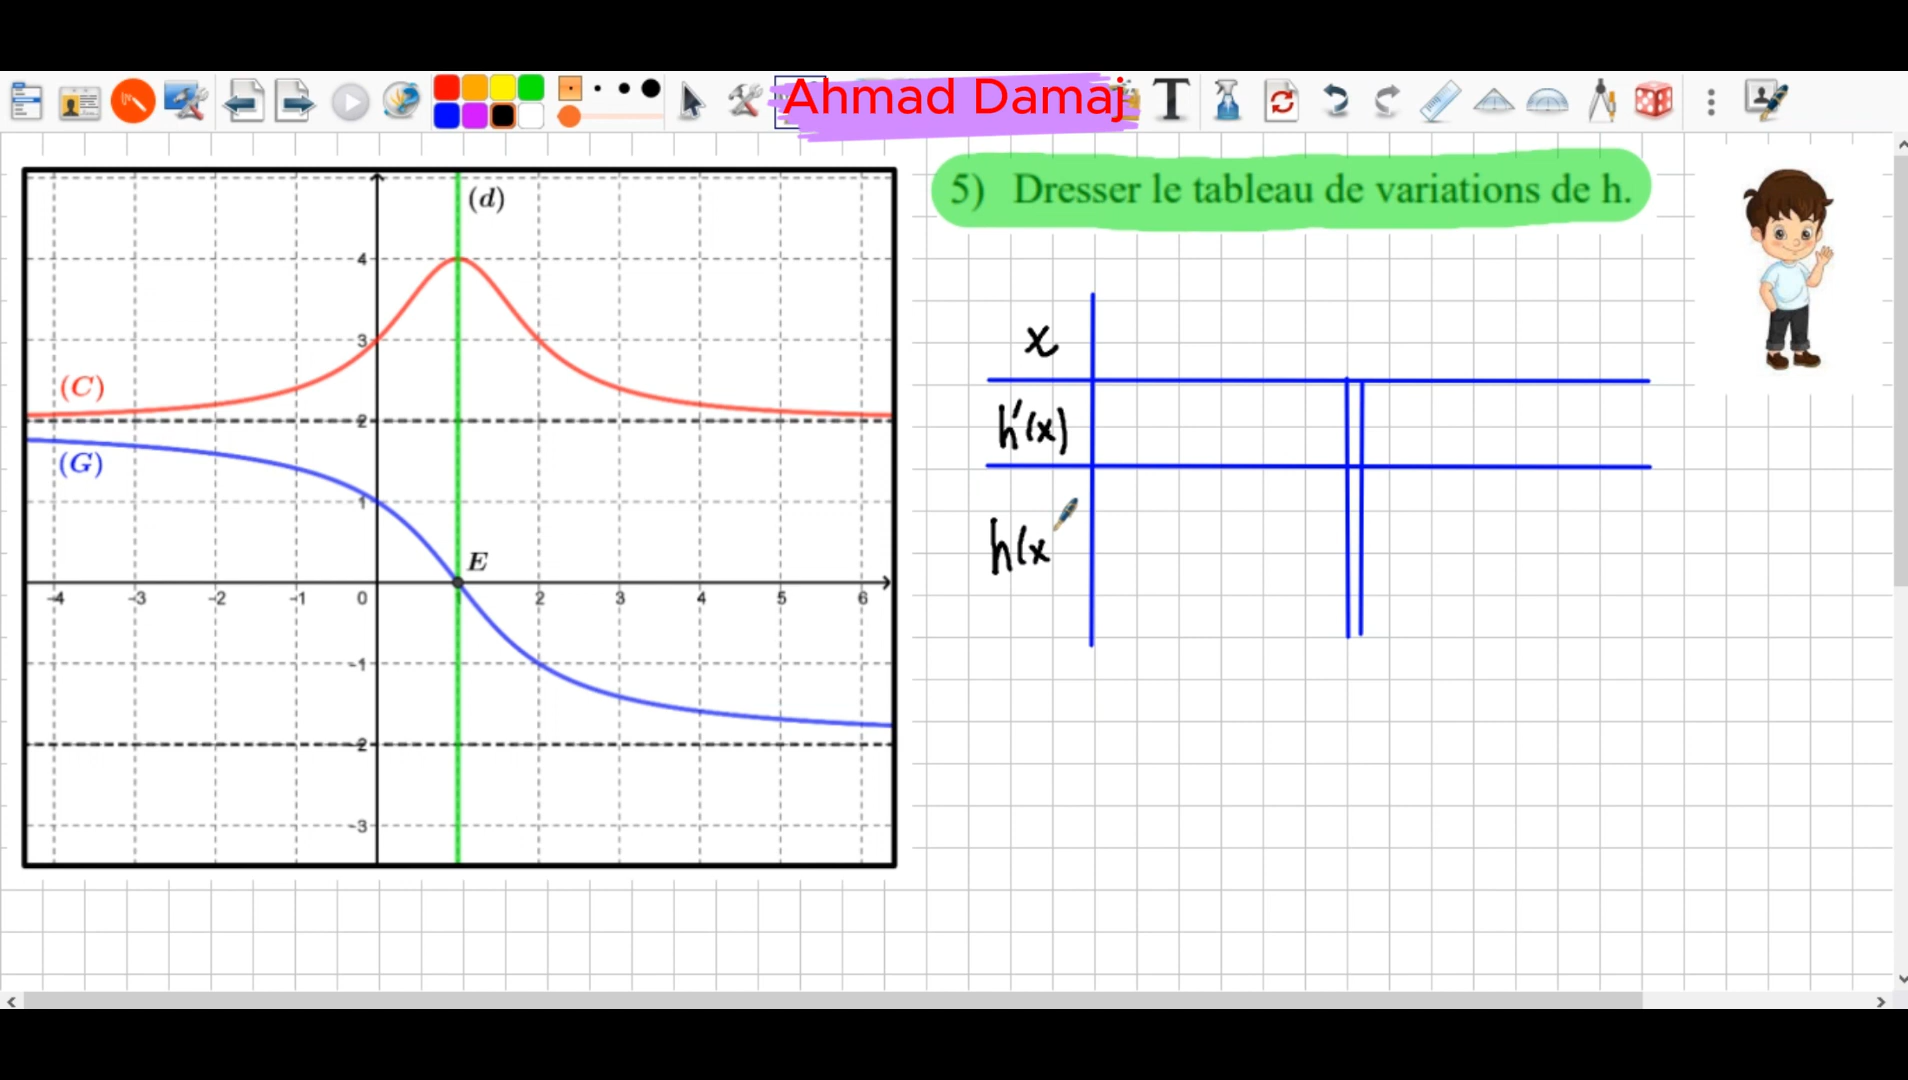 Ahmad Damaj
T
5) Dresser le tableau de variations de h.
(d)
4
3
(C)
2
(G)
1
E
-4 -3 -2 -1 0 1 2 3 4 5 6
-1
-2
-3
x
h'(x)
h(x